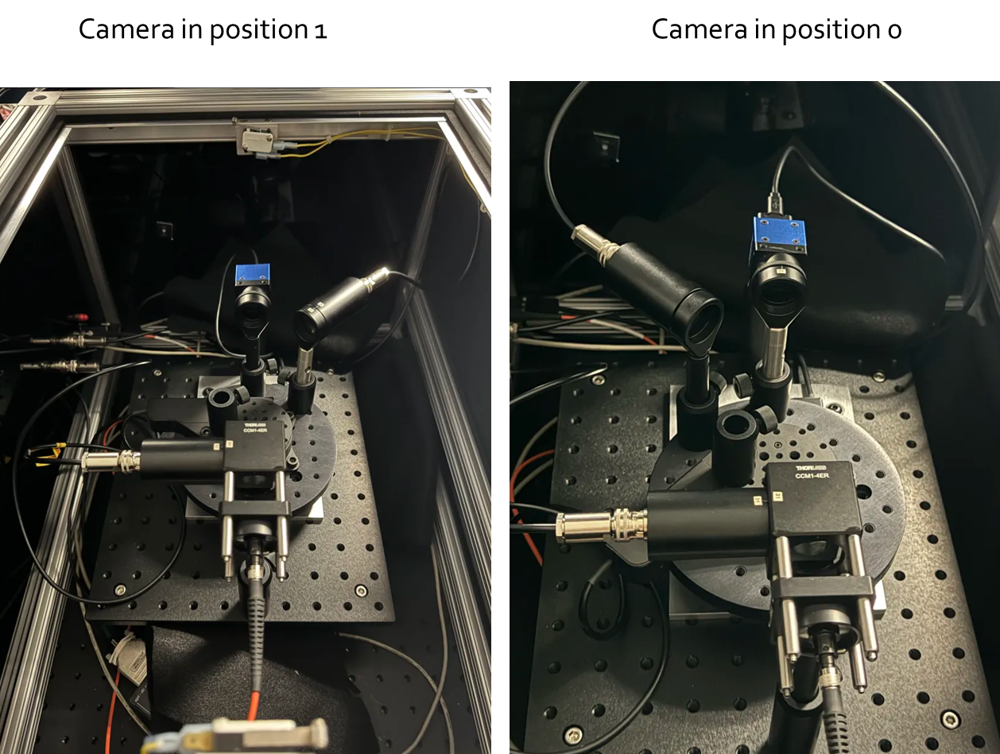 Camera in position 1
Camera in position 0
THORLABS
CCM1-4ER
THORLABS
CCM1-4ER